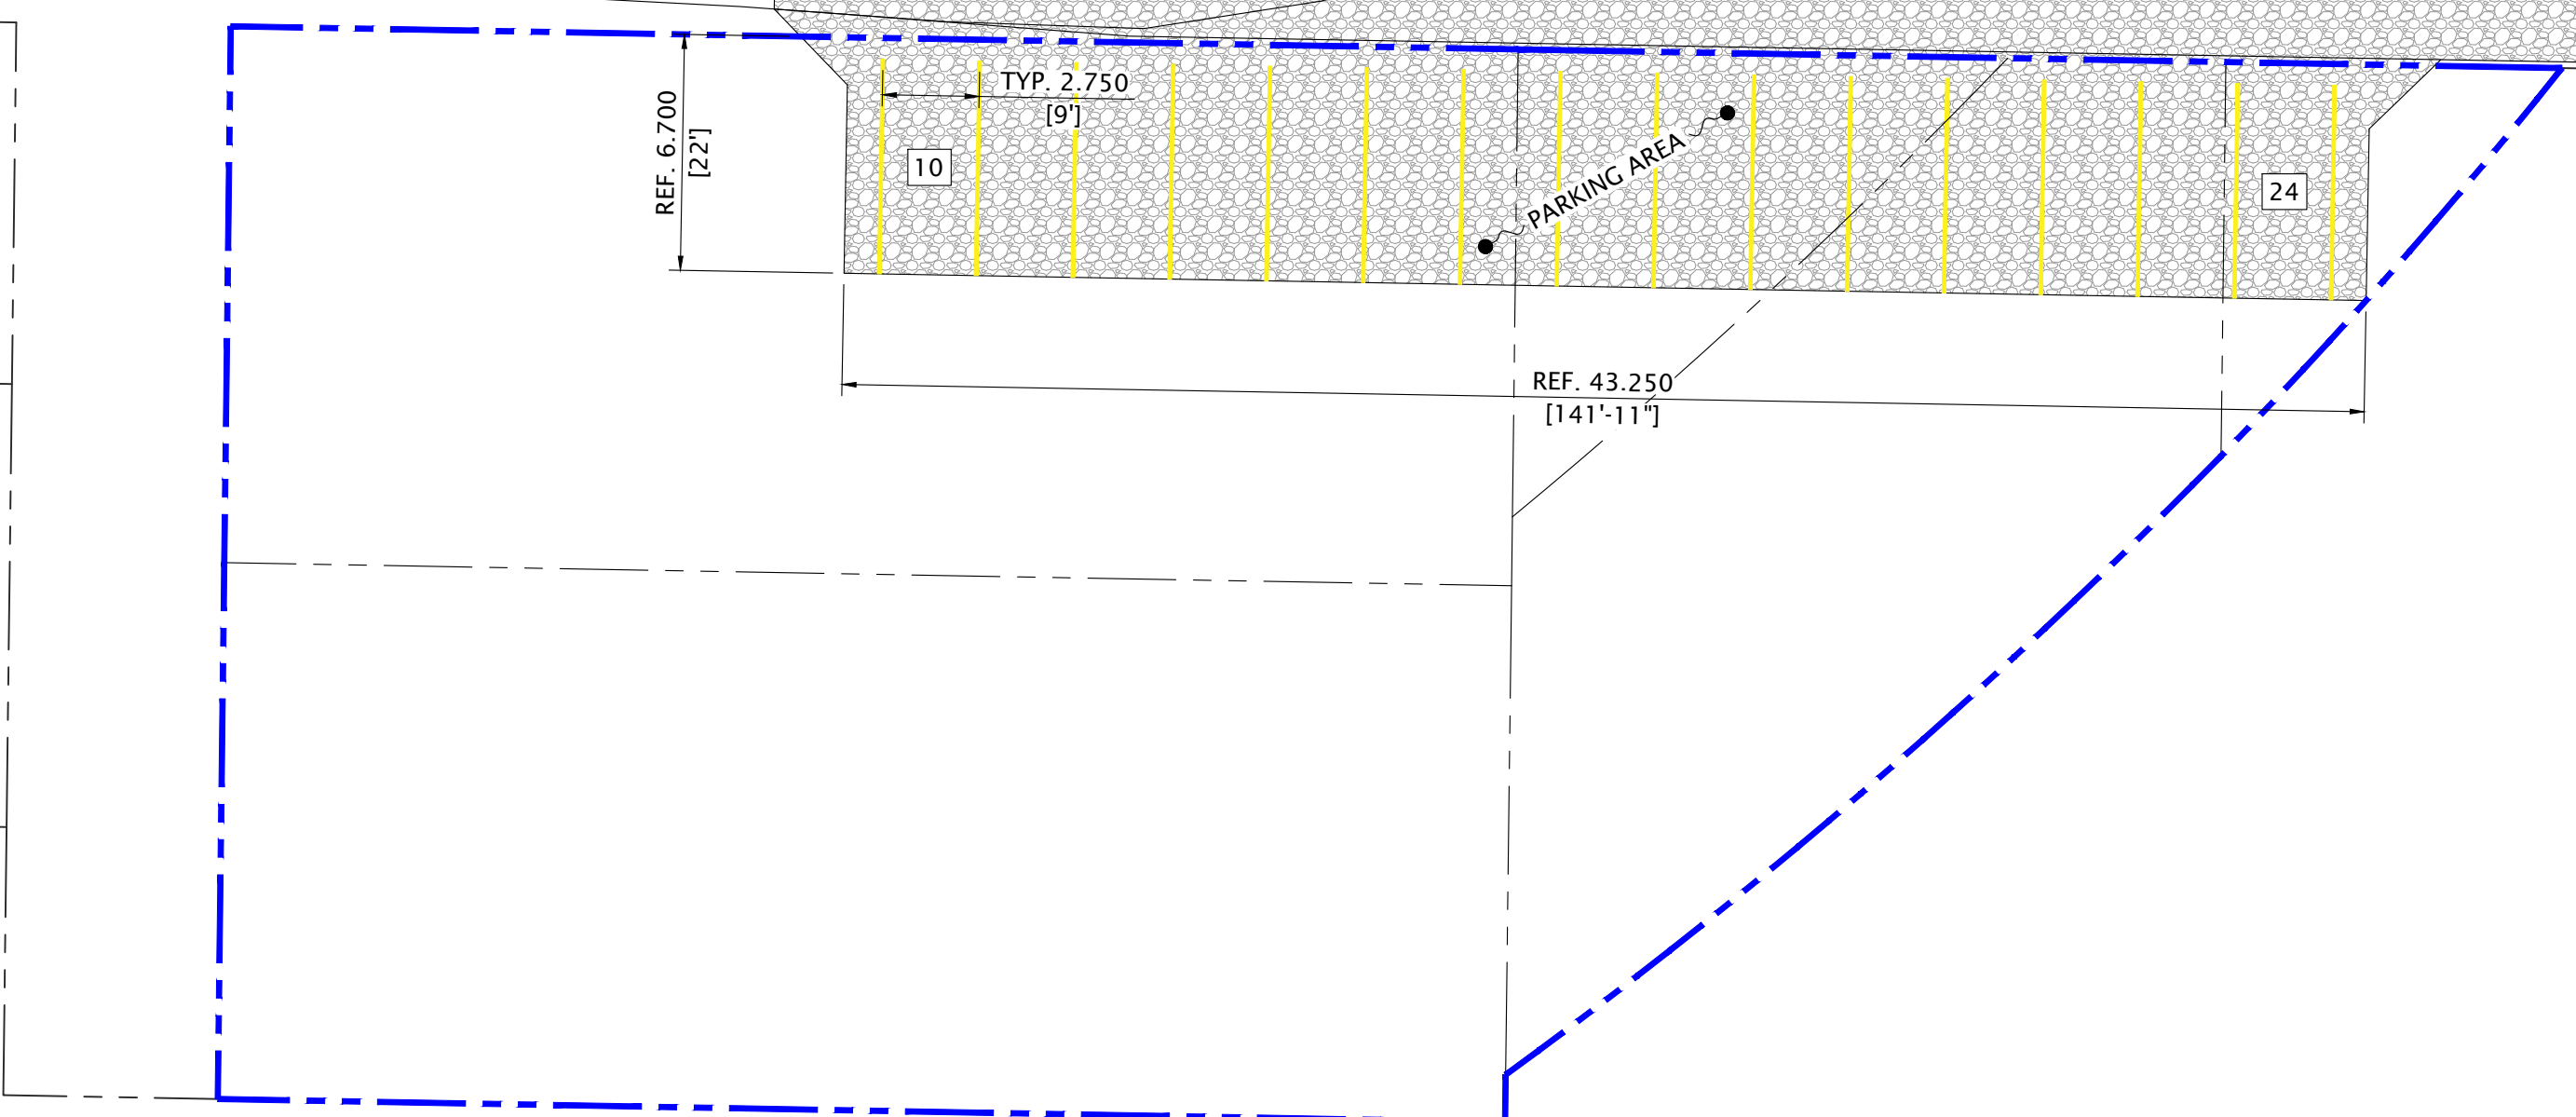 TYP. 2.750
[9']
REF. 6.700
[22']
10
PARKING AREA
24
REF. 43.250
[141'-11"]